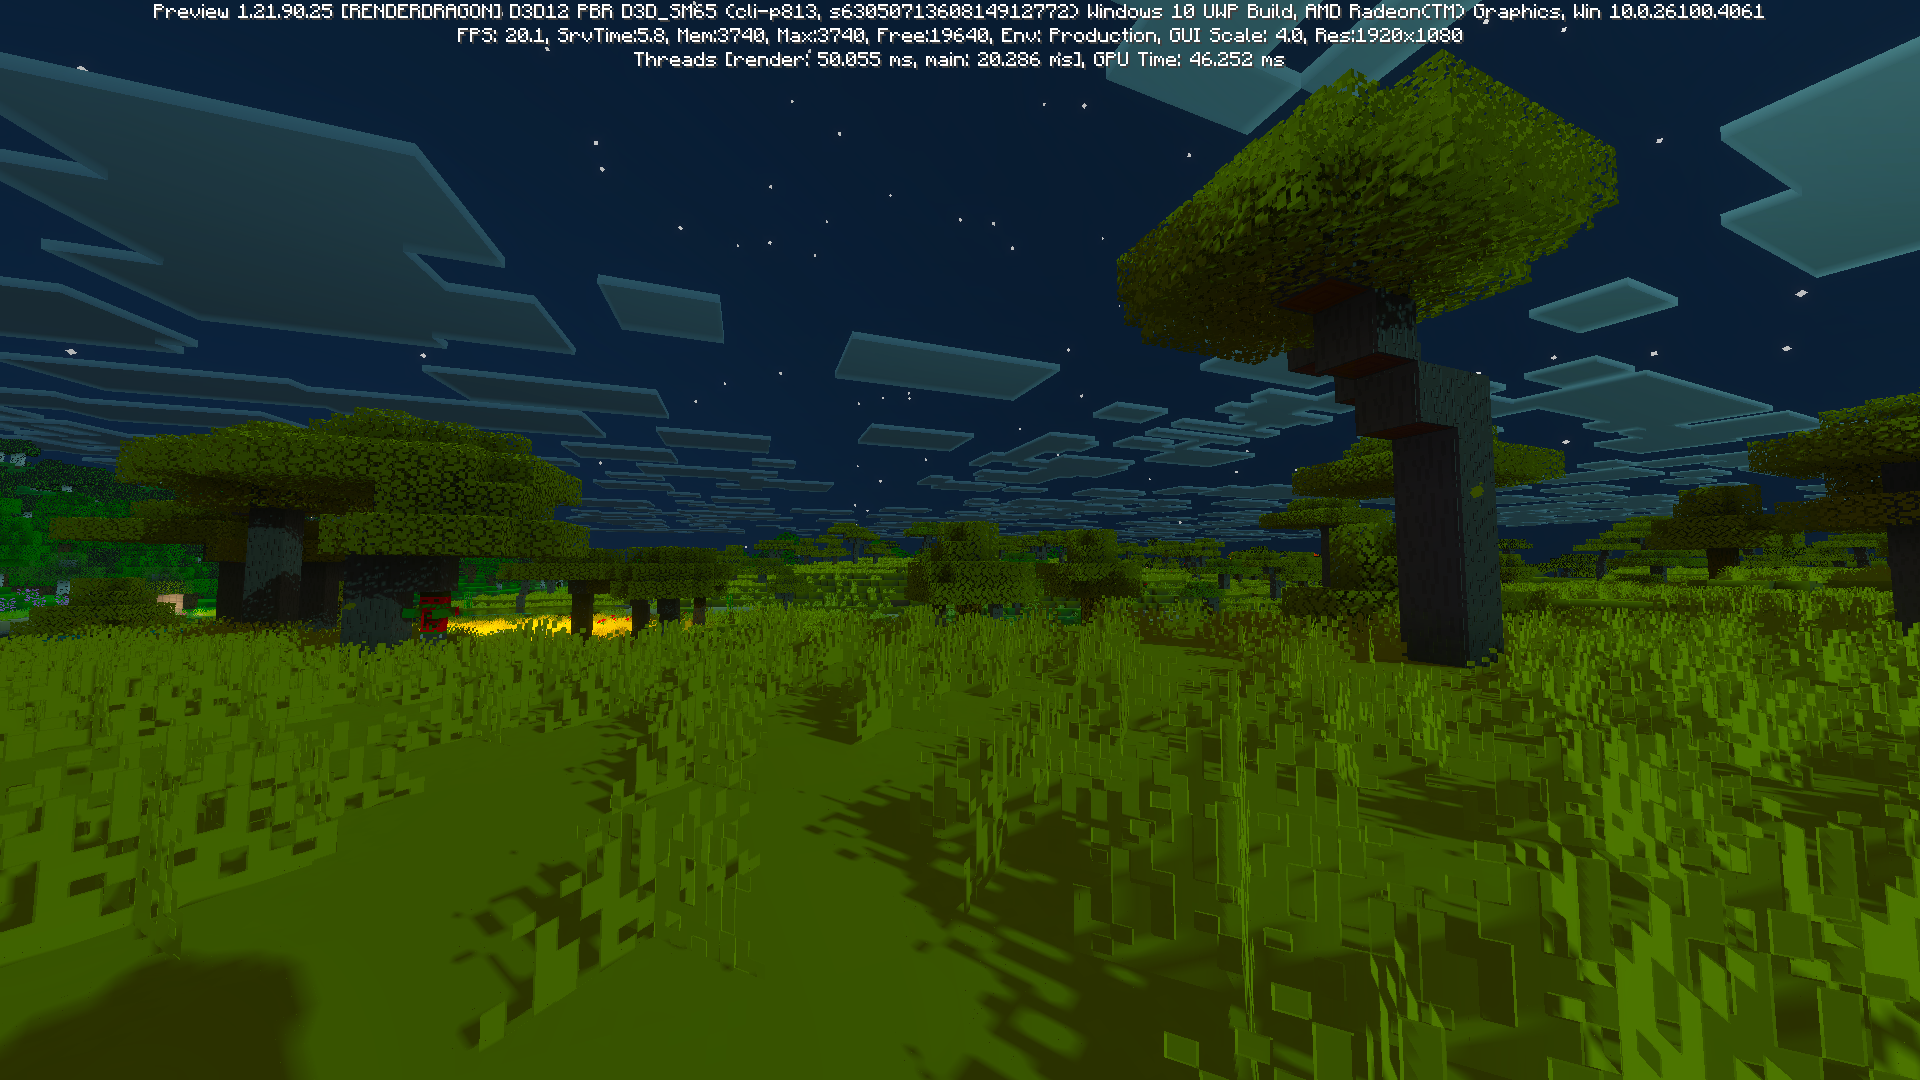 Preview 1.21.90.25 [RENDERDRAGON] D3D12 PBR D3D_SM65 (cli-p813, s6305071360814912772) Windows 10 UWP Build, AMD Radeon(TM) Graphics, Win 10.0.26100.4061
FPS: 20.1, SrvTime:5.8, Mem:3740, Max:3740, Free:19640, Env: Production, GUI Scale: 4.0, Res:1920x1080
Threads [render: 50.055 ms, main: 20.286 ms], GPU Time: 46.252 ms